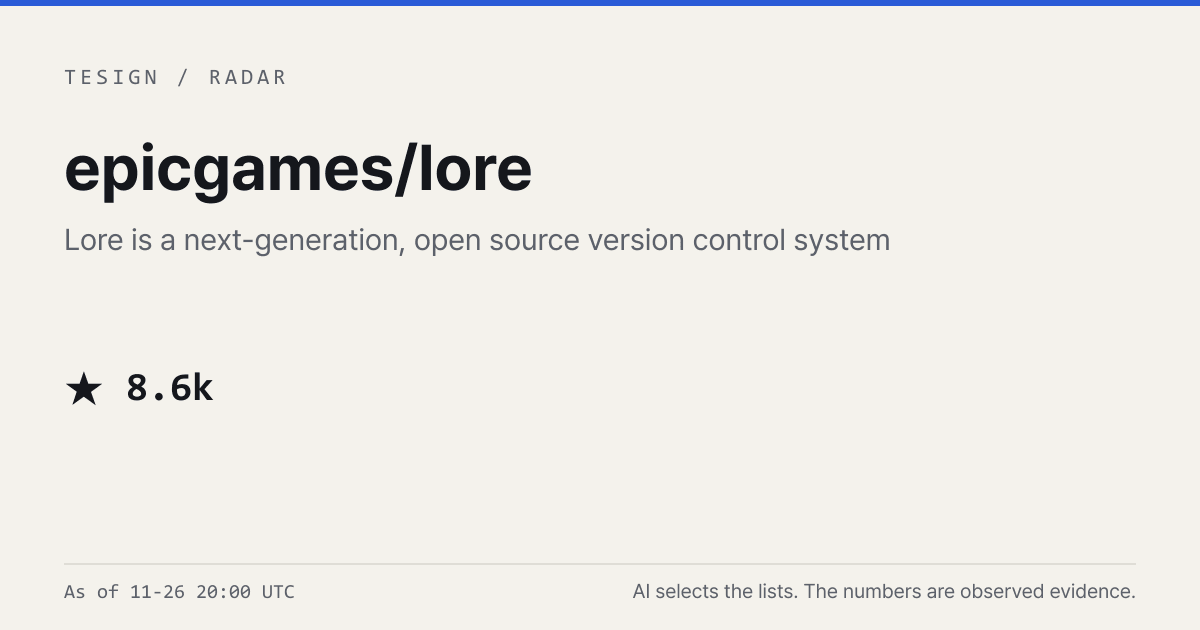 TESIGN / RADAR
epicgames/lore
Lore is a next-generation, open source version control system
★ 8.6k
As of 11-26 20:00 UTC
AI selects the lists. The numbers are observed evidence.